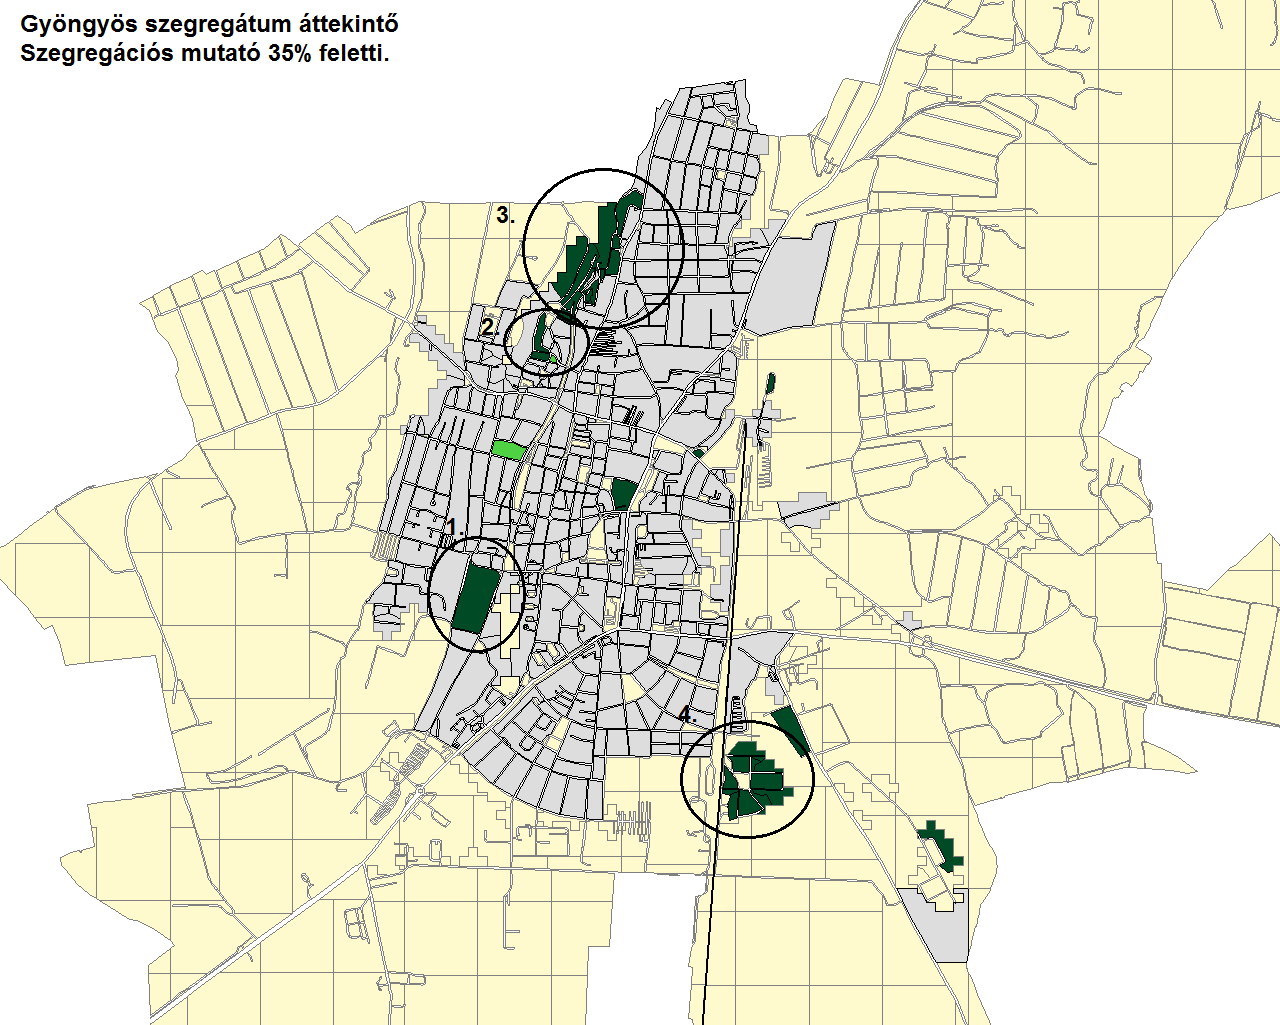 Gyöngyös szegregátum áttekintő
Szegregációs mutató 35% feletti.
3.
2.
1.
4.